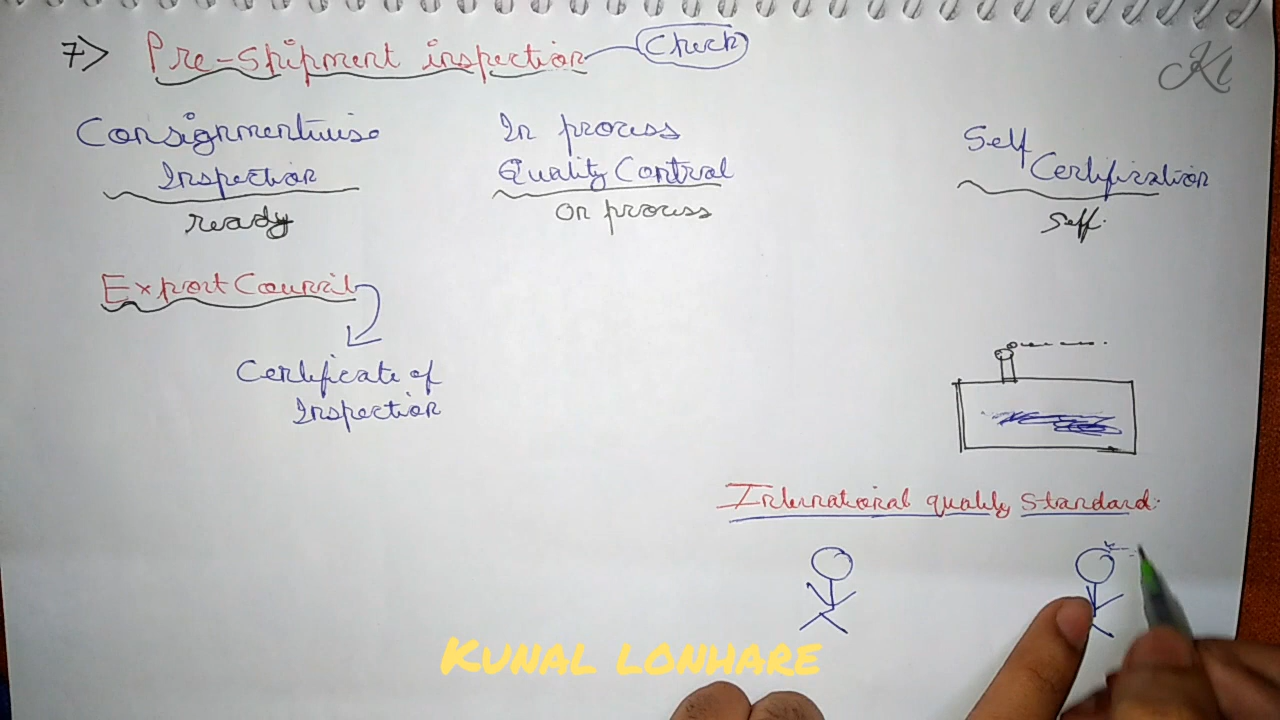 7> Pre-Shipment inspection
Check
Kl
Consignmentwise
Inspection
ready
In process
Quality Control
On process
Self
Certification
Self.
Export Council
Certificate of
Inspection
International quality Standard:
KUNAL LONHARE